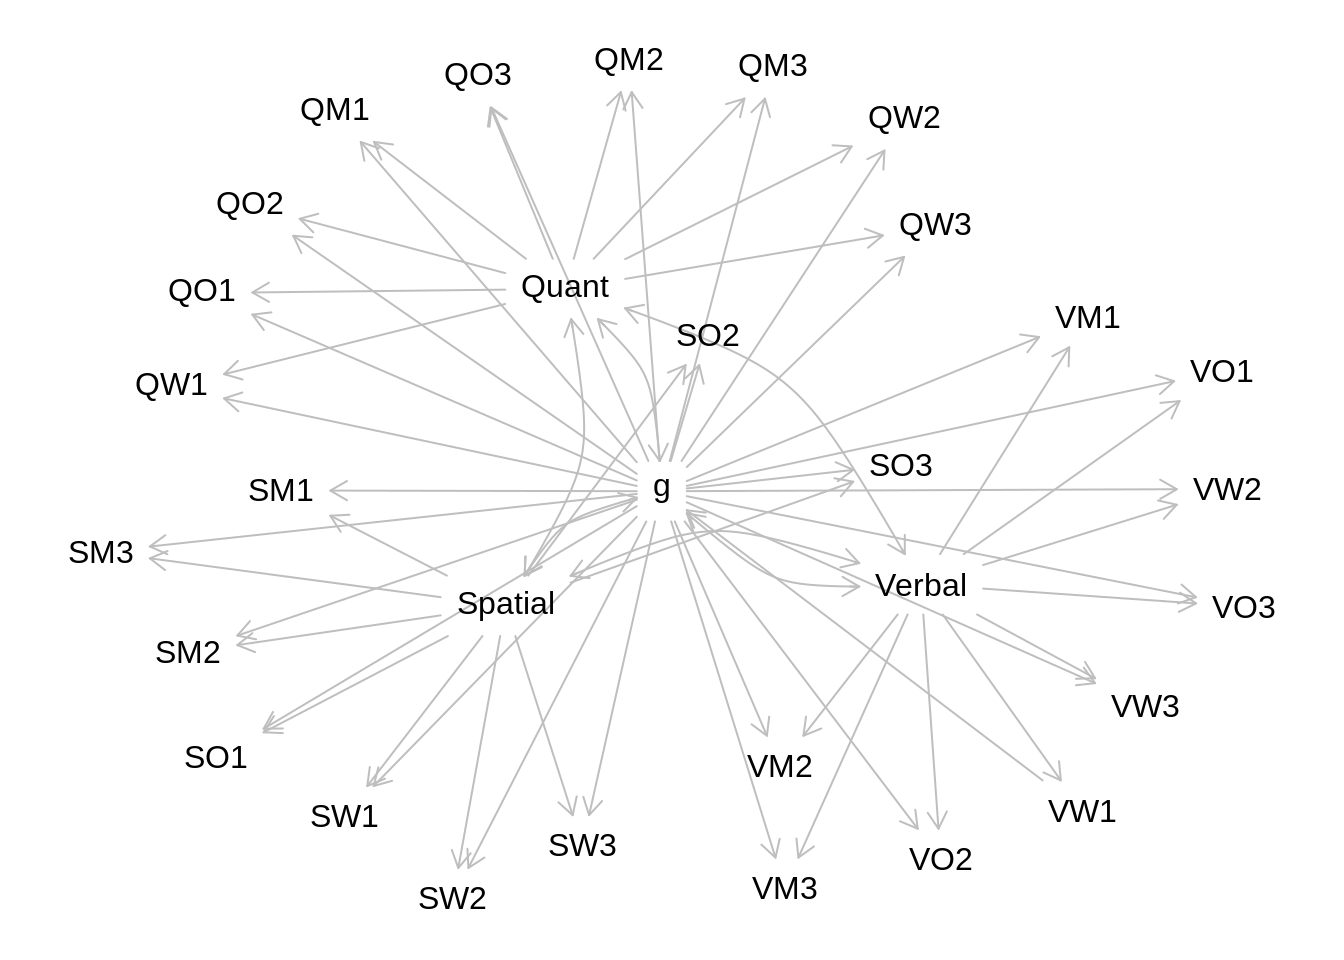 QM2
QM3
QO3
QM1
QW2
QO2
QW3
Quant
QO1
VM1
SO2
VO1
QW1
SO3
g
SM1
VW2
SM3
Verbal
Spatial
VO3
SM2
VW3
SO1
VM2
VW1
SW1
SW3
VO2
VM3
SW2